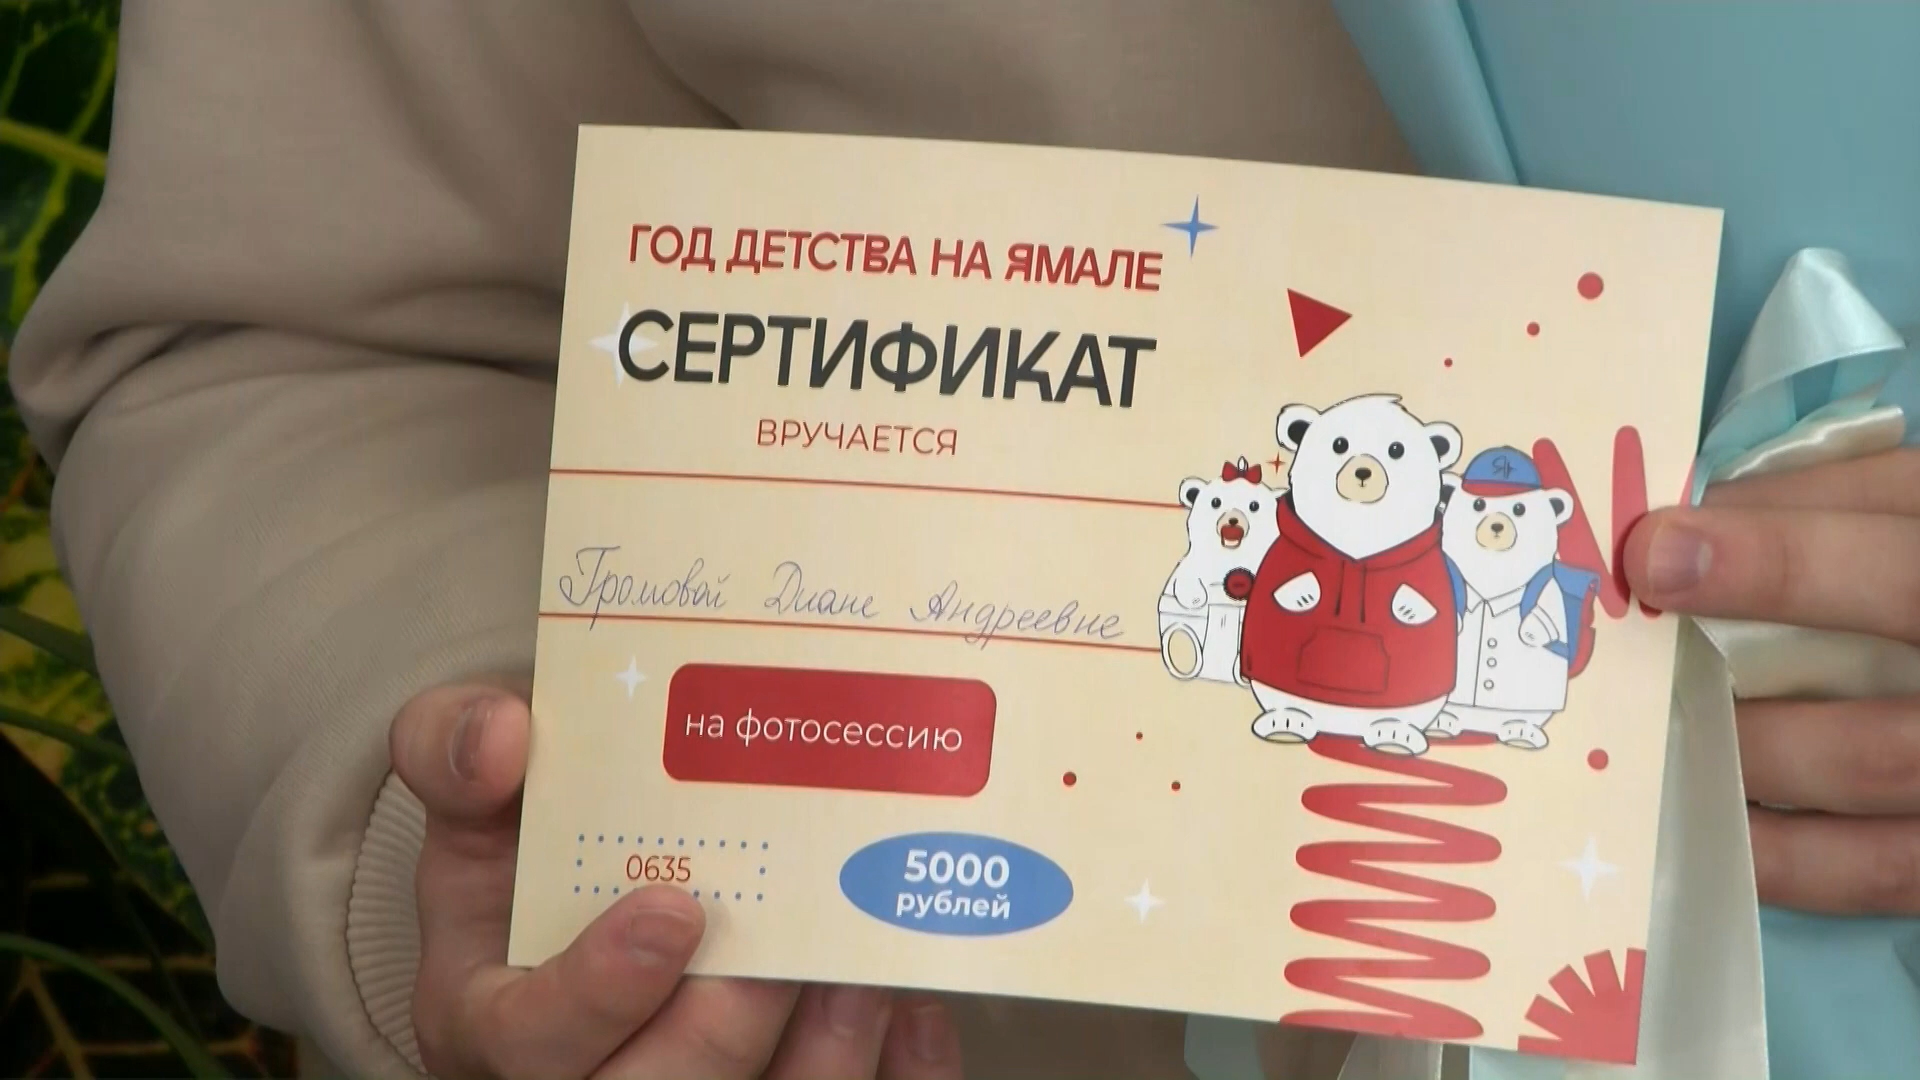 ГОД ДЕТСТВА НА ЯМАЛЕ
СЕРТИФИКАТ
ВРУЧАЕТСЯ
Громовой Диане Андреевне
на фотосессию
0635
5000
рублей